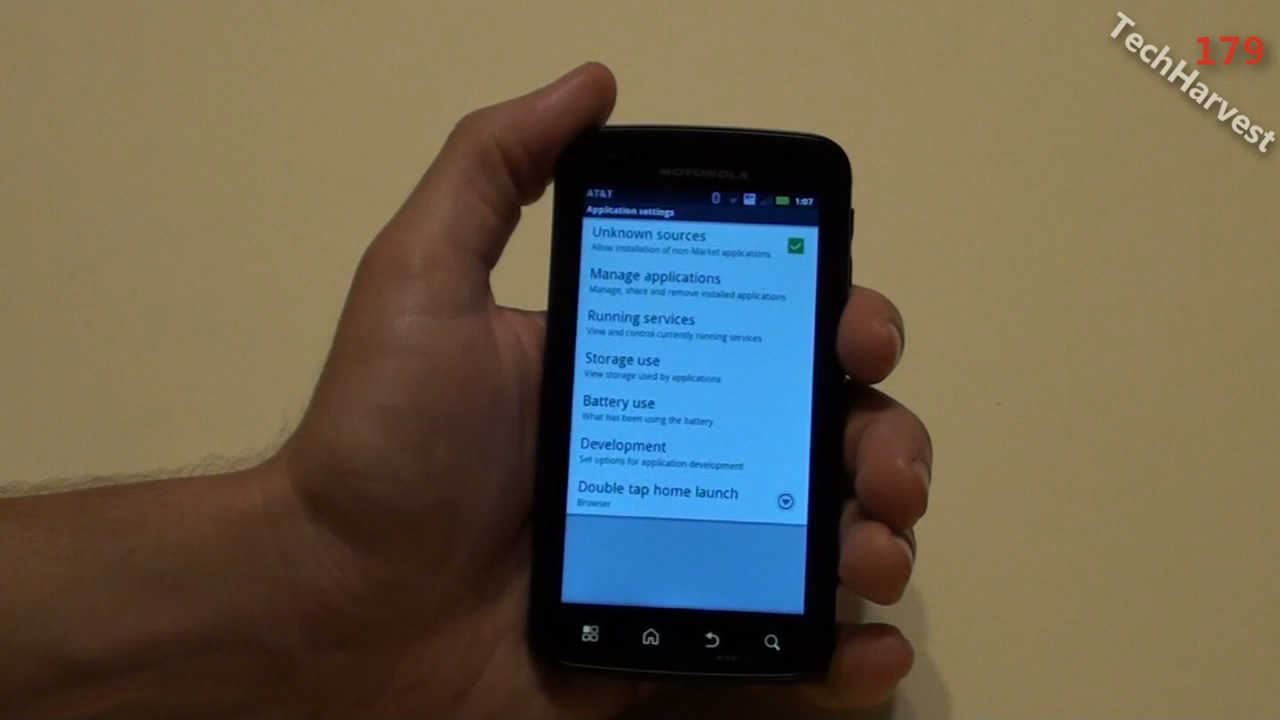 179
TechHarvest
MOTOROLA
AT&T
1:07
Application settings
Unknown sources
Allow installation of non-Market applications
Manage applications
Manage, share and remove installed applications
Running services
View and control currently running services
Storage use
View storage used by applications
Battery use
What has been using the battery
Development
Set options for application development
Double tap home launch
Browser